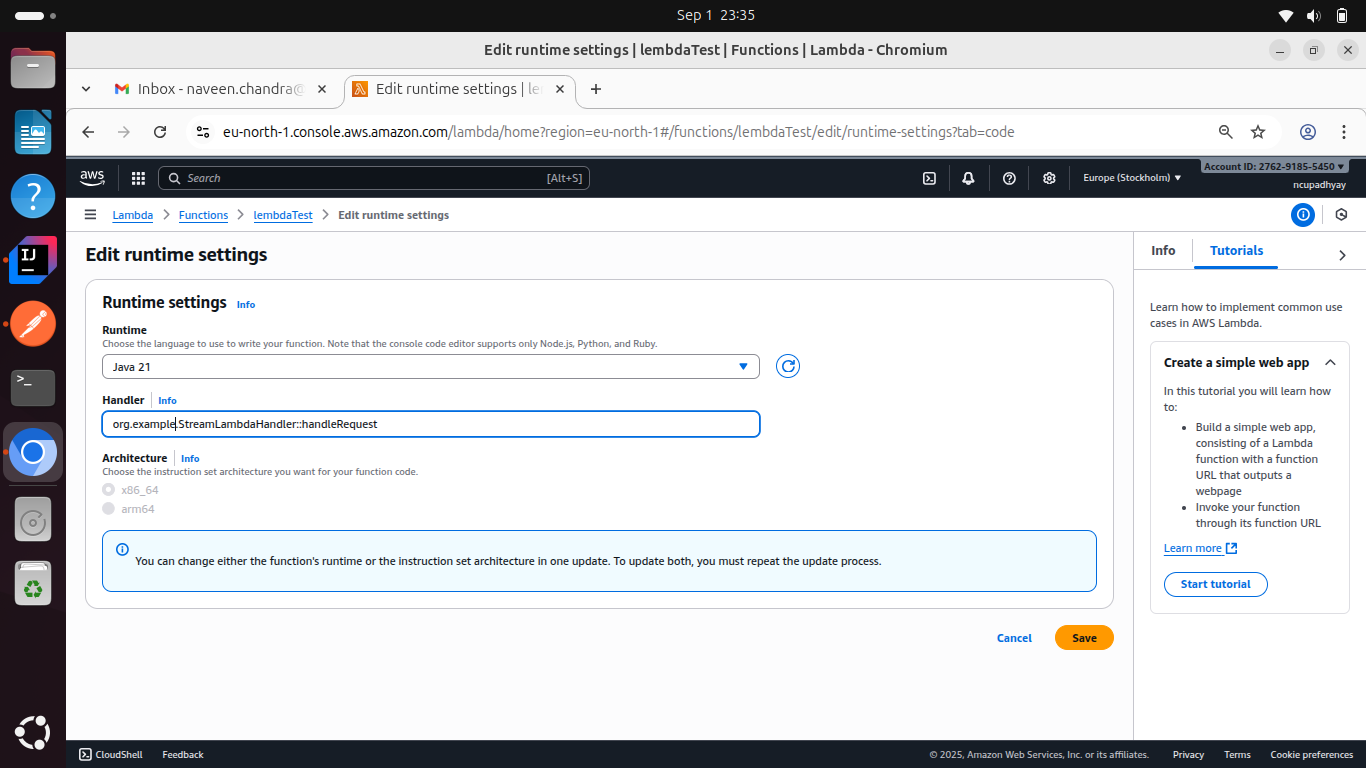 Sep 1 23:35
Edit runtime settings | lembdaTest | Functions | Lambda - Chromium
Inbox - naveen.chandra@
Edit runtime settings | le
eu-north-1.console.aws.amazon.com/lambda/home?region=eu-north-1#/functions/lembdaTest/edit/runtime-settings?tab=code
aws
Search
[Alt+S]
Europe (Stockholm)
Account ID: 2762-9185-5450
ncupadhyay
Lambda
Functions
lembdaTest
Edit runtime settings
Edit runtime settings
Runtime settings Info
Runtime
Choose the language to use to write your function. Note that the console code editor supports only Node.js, Python, and Ruby.
Java 21
Handler Info
org.example.StreamLambdaHandler::handleRequest
Architecture Info
Choose the instruction set architecture you want for your function code.
x86_64
arm64
You can change either the function's runtime or the instruction set architecture in one update. To update both, you must repeat the update process.
Cancel
Save
Info
Tutorials
Learn how to implement common use
cases in AWS Lambda.
Create a simple web app
In this tutorial you will learn how
to:
Build a simple web app,
consisting of a Lambda
function with a function
URL that outputs a
webpage
Invoke your function
through its function URL
Learn more
Start tutorial
CloudShell
Feedback
© 2025, Amazon Web Services, Inc. or its affiliates.
Privacy
Terms
Cookie preferences
IJ
>_